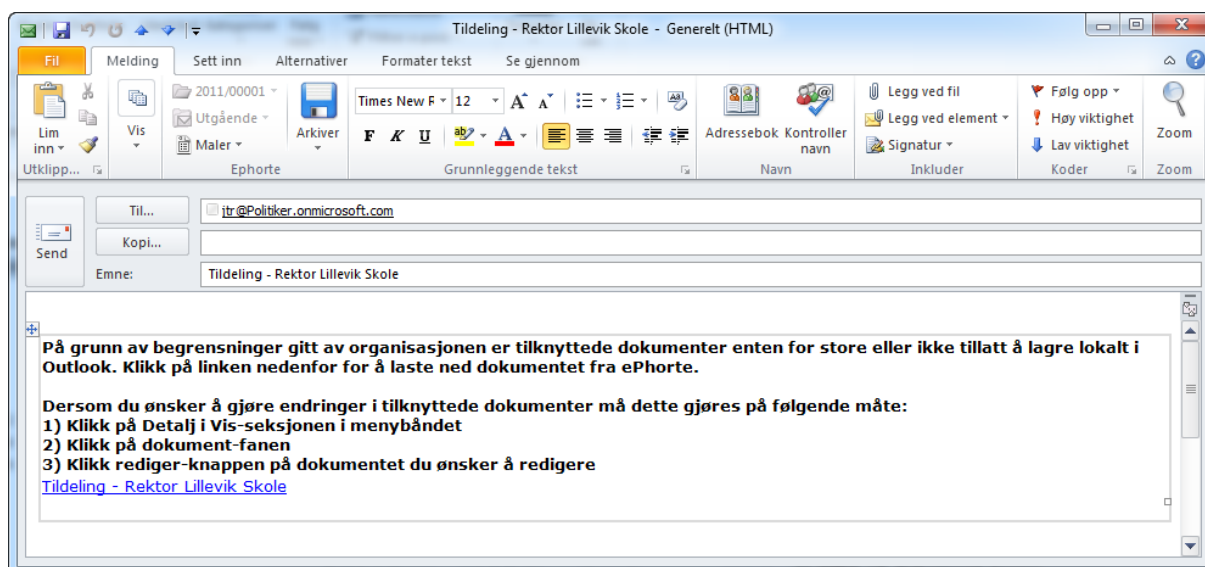 Tildeling - Rektor Lillevik Skole - Generelt (HTML)
Fil Melding Sett inn Alternativer Formater tekst Se gjennom
Lim inn
Utklipp...
Vis
2011/00001
Utgående
Maler
Arkiver
Ephorte
Times New F 12
F K U
Grunnleggende tekst
Adressebok Kontroller navn
Navn
Legg ved fil
Legg ved element
Signatur
Inkluder
Følg opp
Høy viktighet
Lav viktighet
Koder
Zoom
Zoom
Send
Til... jtr@Politiker.onmicrosoft.com
Kopi...
Emne: Tildeling - Rektor Lillevik Skole
På grunn av begrensninger gitt av organisasjonen er tilknyttede dokumenter enten for store eller ikke tillatt å lagre lokalt i
Outlook. Klikk på linken nedenfor for å laste ned dokumentet fra ePhorte.
Dersom du ønsker å gjøre endringer i tilknyttede dokumenter må dette gjøres på følgende måte:
1) Klikk på Detalj i Vis-seksjonen i menybåndet
2) Klikk på dokument-fanen
3) Klikk rediger-knappen på dokumentet du ønsker å redigere
Tildeling - Rektor Lillevik Skole